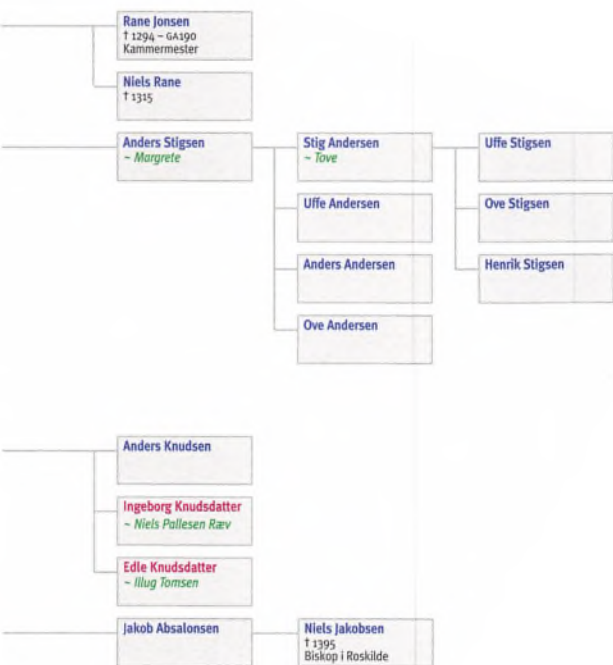 Rane Jonsen
† 1294 – GA190
Kammermester
Niels Rane
† 1315
Anders Stigsen
~ Margrete
Stig Andersen
~ Tove
Uffe Stigsen
Uffe Andersen
Ove Stigsen
Anders Andersen
Henrik Stigsen
Ove Andersen
Anders Knudsen
Ingeborg Knudsdatter
~ Niels Pallesen Ræv
Edle Knudsdatter
~ Illug Tomsen
Jakob Absalonsen
Niels Jakobsen
† 1395
Biskop i Roskilde